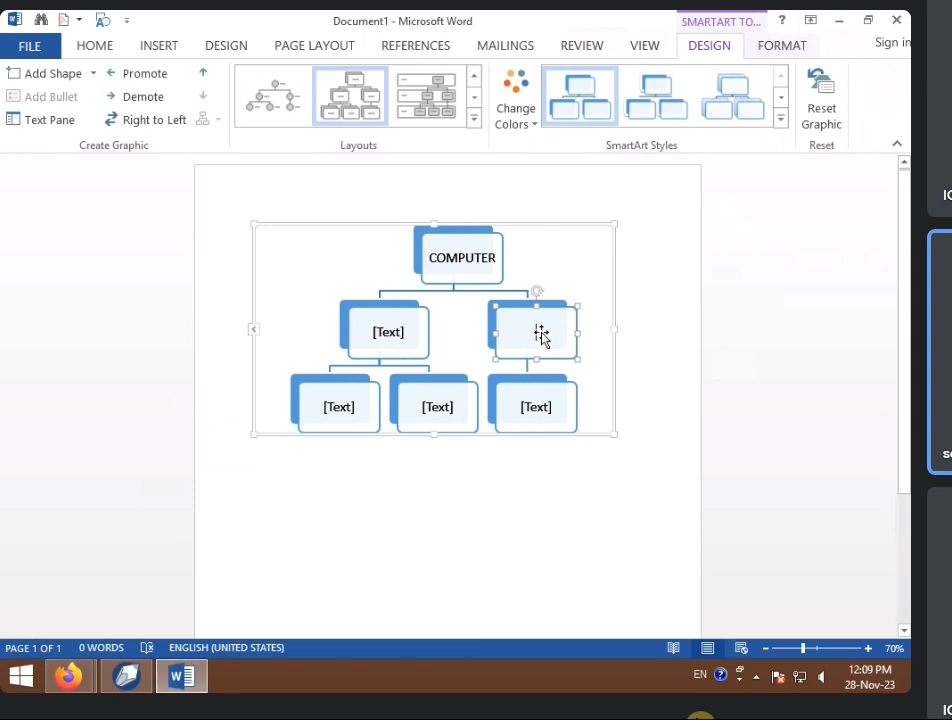 Document1 - Microsoft Word
SMARTART TO...
?
FILE
HOME
INSERT
DESIGN
PAGE LAYOUT
REFERENCES
MAILINGS
REVIEW
VIEW
DESIGN
FORMAT
Sign in
Add Shape
Promote
Add Bullet
Demote
Text Pane
Right to Left
Create Graphic
Layouts
Change
Colors
SmartArt Styles
Reset
Graphic
Reset
COMPUTER
[Text]
[Text]
[Text]
[Text]
PAGE 1 OF 1
0 WORDS
ENGLISH (UNITED STATES)
70%
EN
12:09 PM
28-Nov-23